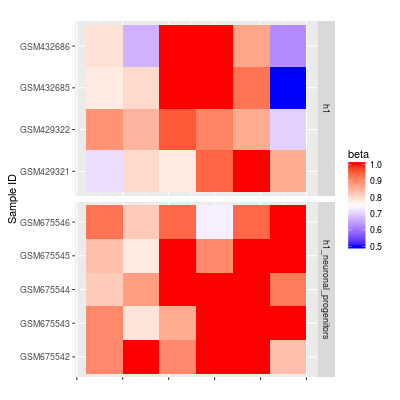 Sample ID
GSM432686
GSM432685
GSM429322
GSM429321
h1
GSM675546
GSM675545
GSM675544
GSM675543
GSM675542
h1_neuronal_progenitors
beta
1.0
0.9
0.8
0.7
0.6
0.5